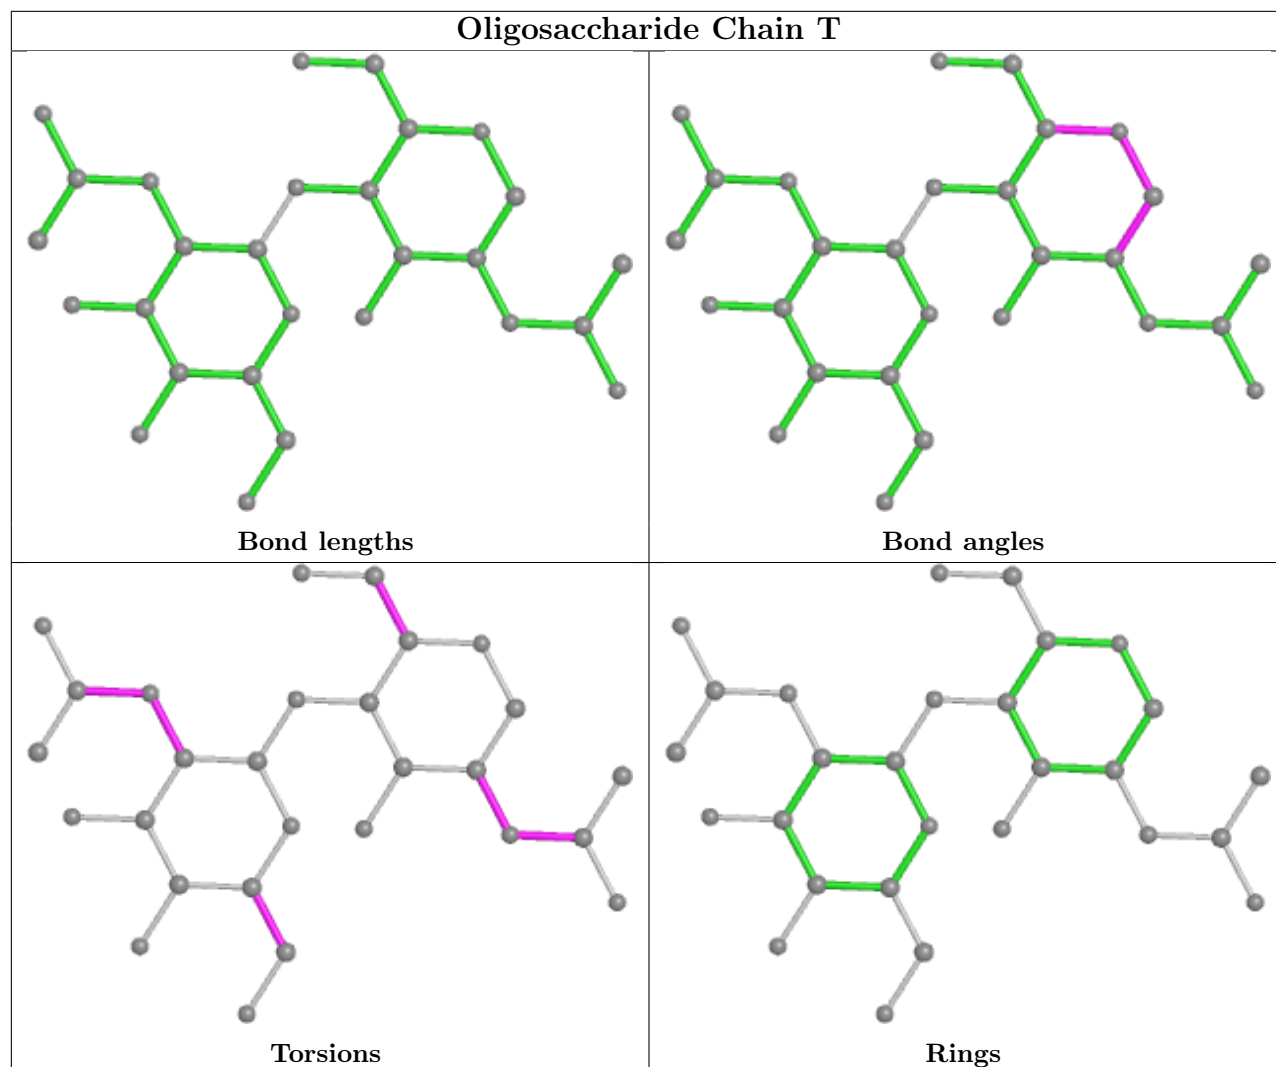 Oligosaccharide Chain T
Bond lengths
Bond angles
Torsions
Rings